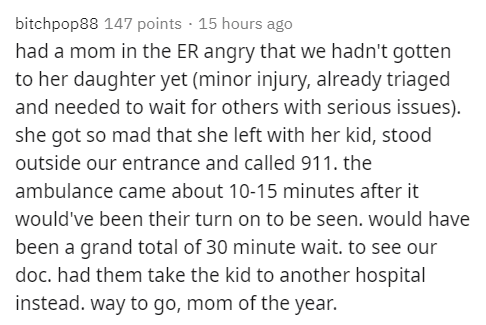 bitchpop88 147 points · 15 hours ago
had a mom in the ER angry that we hadn't gotten
to her daughter yet (minor injury, already triaged
and needed to wait for others with serious issues).
she got so mad that she left with her kid, stood
outside our entrance and called 911. the
ambulance came about 10-15 minutes after it
would've been their turn on to be seen. would have
been a grand total of 30 minute wait. to see our
doc. had them take the kid to another hospital
instead. way to go, mom of the year.